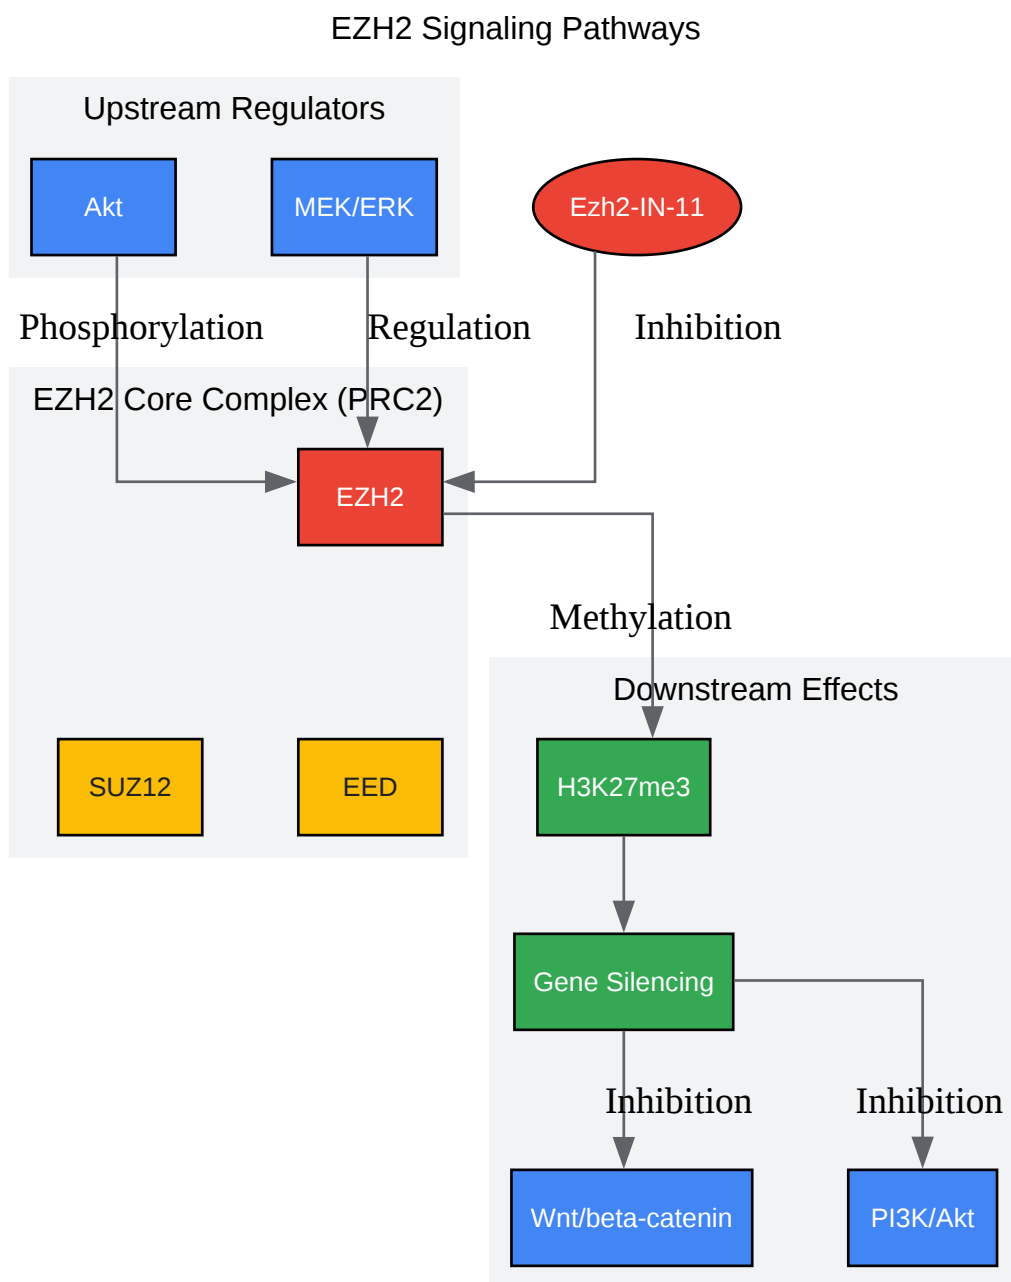 EZH2 Signaling Pathways
Upstream Regulators
Akt
MEK/ERK
Ezh2-IN-11
Phosphorylation
Regulation
Inhibition
EZH2 Core Complex (PRC2)
EZH2
Methylation
Downstream Effects
SUZ12
EED
H3K27me3
Gene Silencing
Inhibition
Inhibition
Wnt/beta-catenin
PI3K/Akt